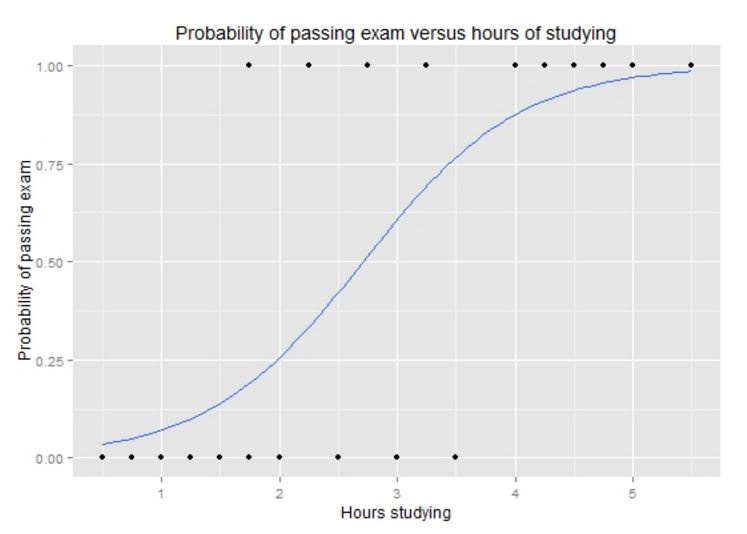 Probability of passing exam versus hours of studying
1.00
0.75
0.50
0.25
0.00
Probability of passing exam
1 2 3 4 5
Hours studying